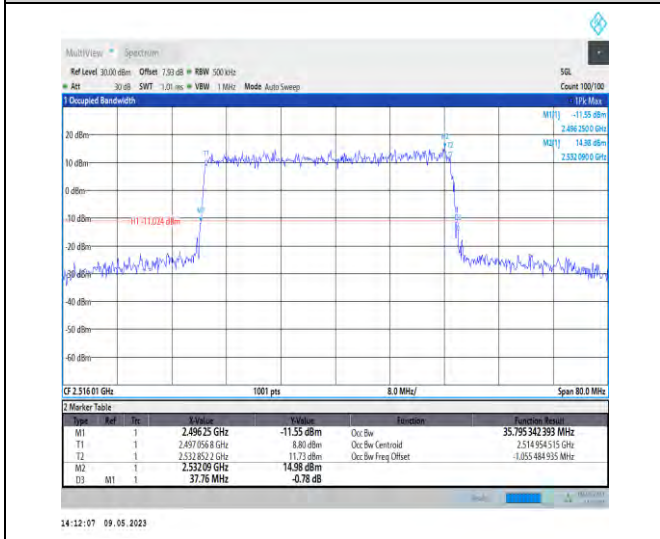 MultiView Spectrum
Ref Level 30.00 dBm Offset 7.93 dB RBW 500 kHz SGL
Att 30 dB SWT 1.01 ms VBW 1 MHz Mode Auto Sweep Count 100/100
1 Occupied Bandwidth 1Pk Max
M1[1] -11.55 dBm
2.496 250 0 GHz
M2[1] 14.98 dBm
2.532 090 0 GHz
20 dBm
10 dBm
0 dBm
-10 dBm
H1 -11.024 dBm
-20 dBm
-30 dBm
-40 dBm
-50 dBm
-60 dBm
T1
M2
T2
CF 2.516 01 GHz 1001 pts 8.0 MHz/ Span 80.0 MHz
2 Marker Table
Type Ref Trc X-Value Y-Value Function Function Result
M1 1 2.496 25 GHz -11.55 dBm Occ Bw 35.795 342 393 MHz
T1 1 2.497 056 8 GHz 8.80 dBm Occ Bw Centroid 2.514 954 515 GHz
T2 1 2.532 852 2 GHz 11.73 dBm Occ Bw Freq Offset -1.055 484 935 MHz
M2 1 2.532 09 GHz 14.98 dBm
D3 M1 1 37.76 MHz -0.78 dB
14:12:07 09.05.2023